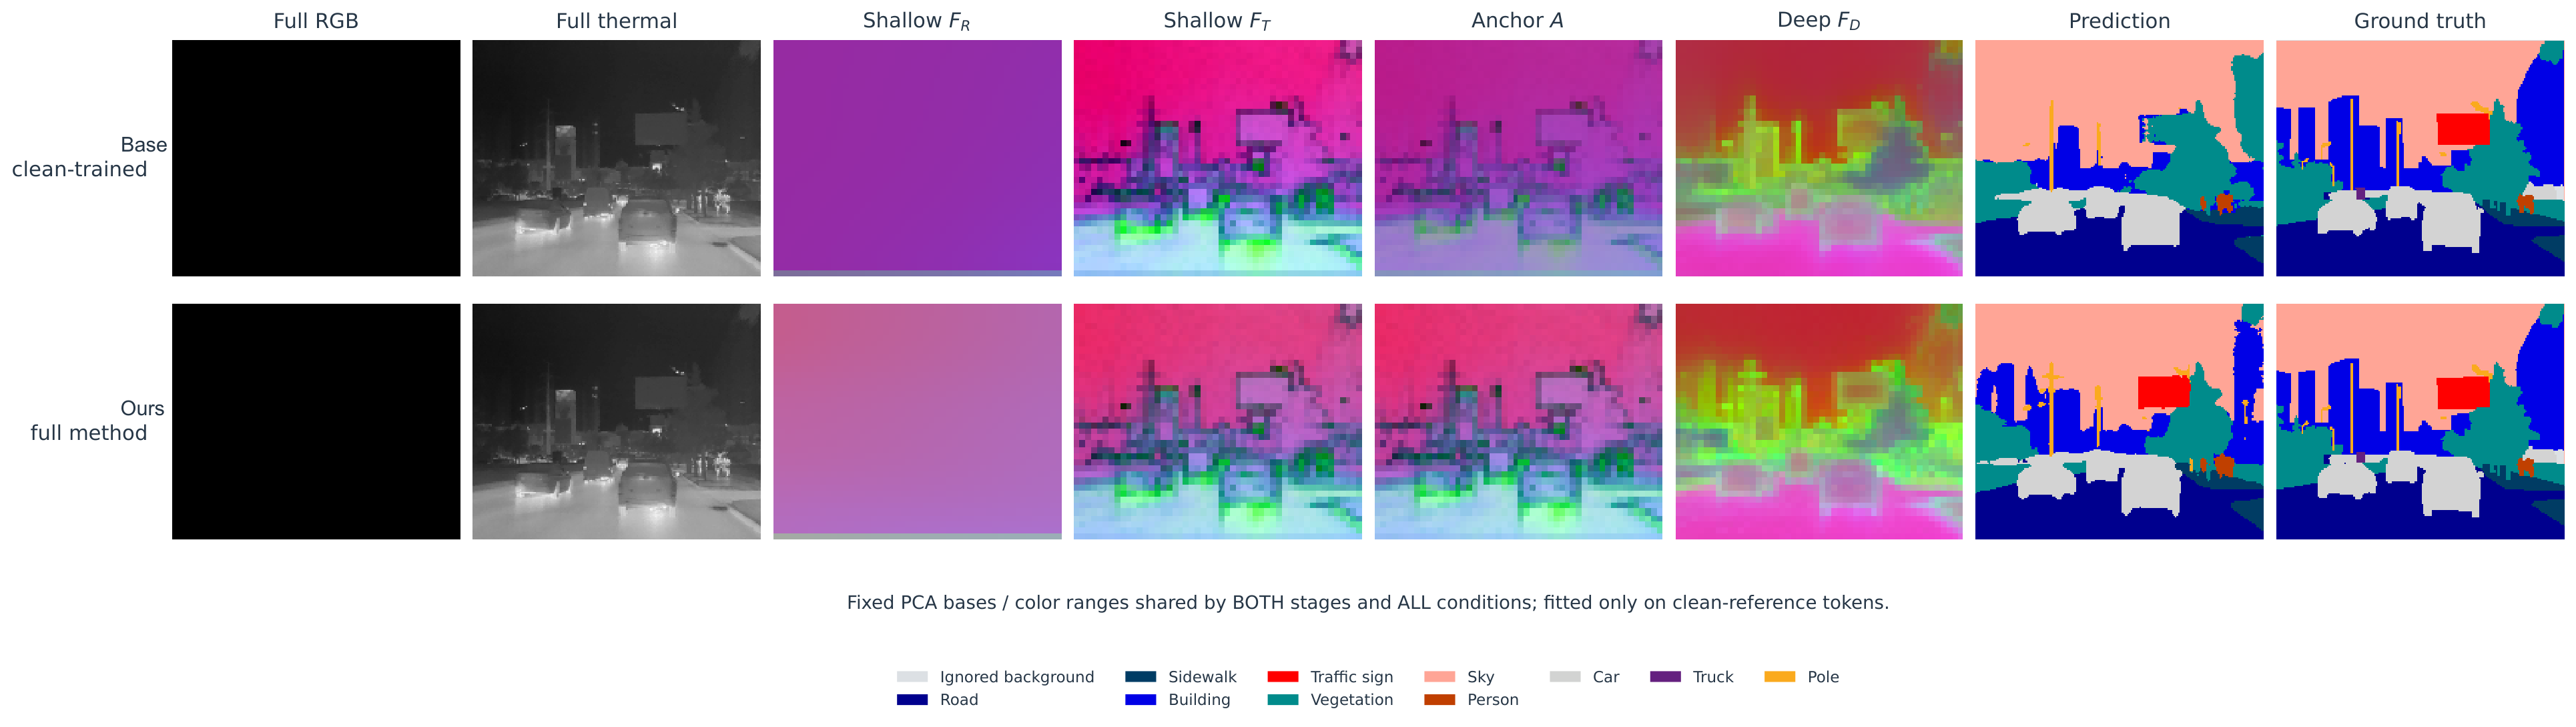 Full RGB
Full thermal
Shallow F_R
Shallow F_T
Anchor A
Deep F_D
Prediction
Ground truth
Base
clean-trained
Ours
full method
Fixed PCA bases / color ranges shared by BOTH stages and ALL conditions; fitted only on clean-reference tokens.
Ignored background
Sidewalk
Traffic sign
Sky
Car
Truck
Pole
Road
Building
Vegetation
Person